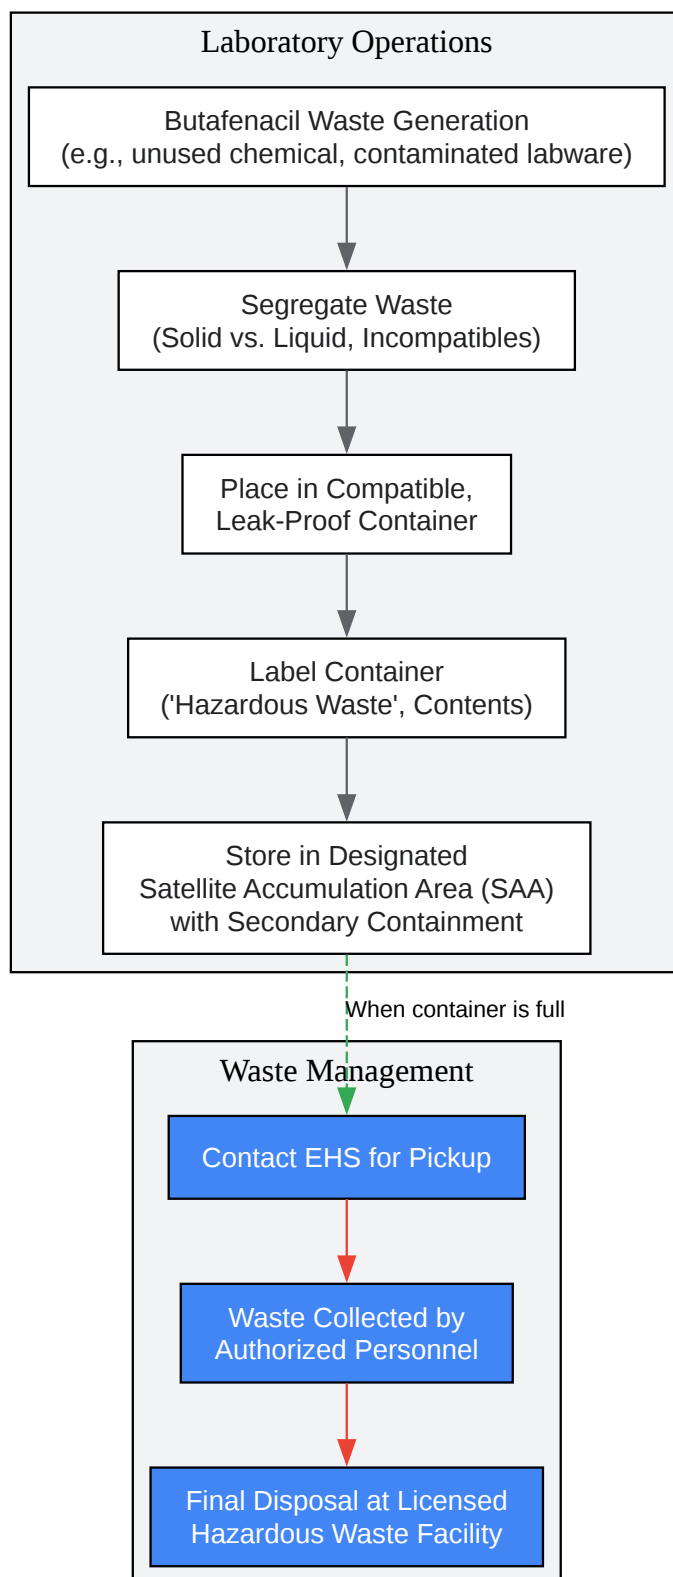 Laboratory Operations
Butafenacil Waste Generation
(e.g., unused chemical, contaminated labware)
Segregate Waste
(Solid vs. Liquid, Incompatibles)
Place in Compatible,
Leak-Proof Container
Label Container
('Hazardous Waste', Contents)
Store in Designated
Satellite Accumulation Area (SAA)
with Secondary Containment
When container is full
Waste Management
Contact EHS for Pickup
Waste Collected by
Authorized Personnel
Final Disposal at Licensed
Hazardous Waste Facility